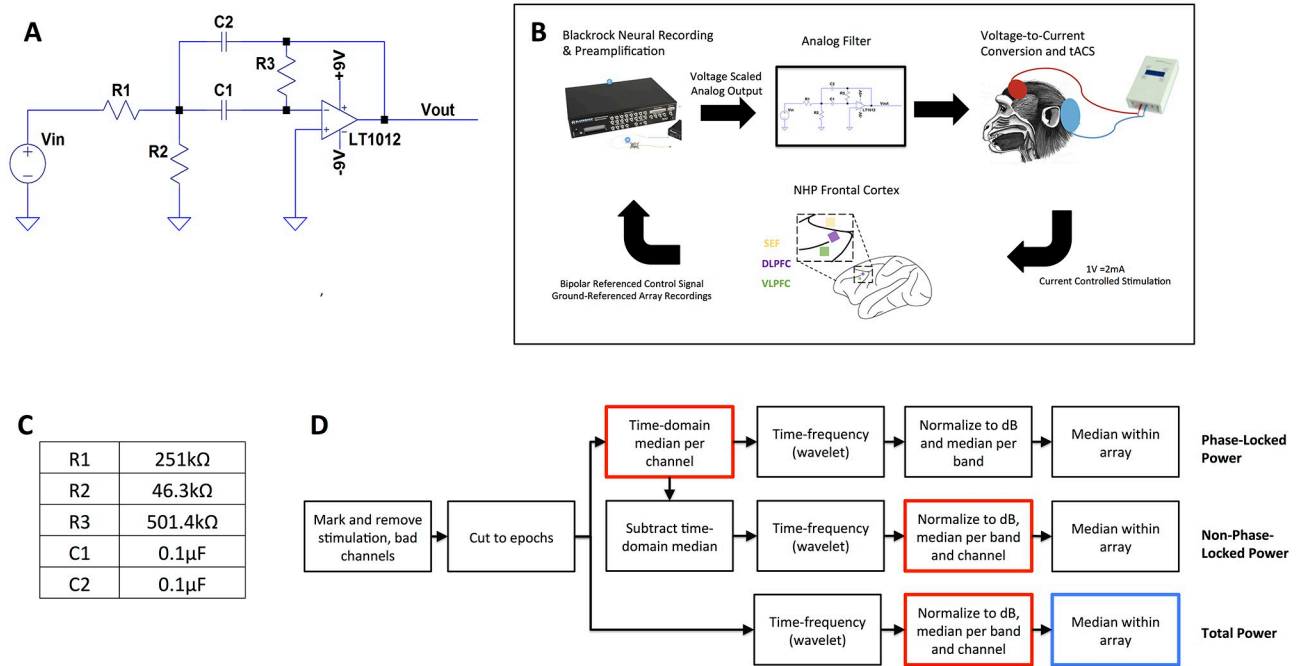 A
C2
R3
+9V
R1
C1
Vout
Vin
R2
LT1012
-9V
,
B
Blackrock Neural Recording
& Preamplification
Analog Filter
Voltage-to-Current
Conversion and tACS
Voltage Scaled
Analog Output
NHP Frontal Cortex
SEF
DLPFC
VLPFC
Bipolar Referenced Control Signal
Ground-Referenced Array Recordings
1V =2mA
Current Controlled Stimulation
C
R1 251kΩ
R2 46.3kΩ
R3 501.4kΩ
C1 0.1µF
C2 0.1µF
D
Mark and remove
stimulation, bad
channels
Cut to epochs
Time-domain
median per
channel
Time-frequency
(wavelet)
Normalize to dB
and median per
band
Median within
array
Phase-Locked
Power
Subtract time-
domain median
Time-frequency
(wavelet)
Normalize to dB,
median per band
and channel
Median within
array
Non-Phase-
Locked Power
Time-frequency
(wavelet)
Normalize to dB,
median per band
and channel
Median within
array
Total Power